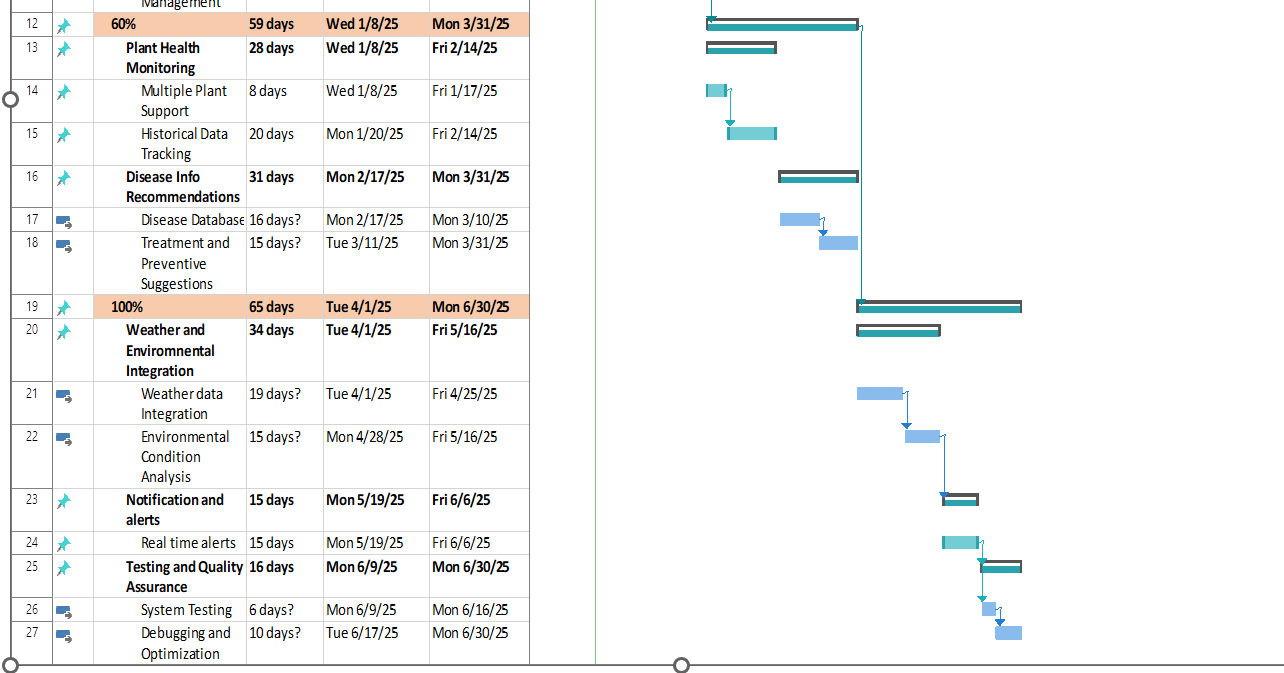 Management
12 60% 59 days Wed 1/8/25 Mon 3/31/25
13 Plant Health 28 days Wed 1/8/25 Fri 2/14/25
Monitoring
14 Multiple Plant 8 days Wed 1/8/25 Fri 1/17/25
Support
15 Historical Data 20 days Mon 1/20/25 Fri 2/14/25
Tracking
16 Disease Info 31 days Mon 2/17/25 Mon 3/31/25
Recommendations
17 Disease Database 16 days? Mon 2/17/25 Mon 3/10/25
18 Treatment and 15 days? Tue 3/11/25 Mon 3/31/25
Preventive
Suggestions
19 100% 65 days Tue 4/1/25 Mon 6/30/25
20 Weather and 34 days Tue 4/1/25 Fri 5/16/25
Enviromnental
Integration
21 Weather data 19 days? Tue 4/1/25 Fri 4/25/25
Integration
22 Environmental 15 days? Mon 4/28/25 Fri 5/16/25
Condition
Analysis
23 Notification and 15 days Mon 5/19/25 Fri 6/6/25
alerts
24 Real time alerts 15 days Mon 5/19/25 Fri 6/6/25
25 Testing and Quality 16 days Mon 6/9/25 Mon 6/30/25
Assurance
26 System Testing 6 days? Mon 6/9/25 Mon 6/16/25
27 Debugging and 10 days? Tue 6/17/25 Mon 6/30/25
Optimization